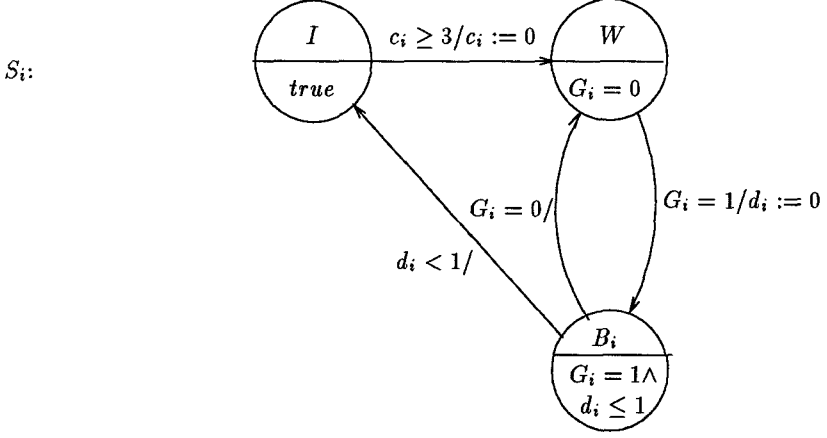 S_i:
I
true
c_i ≥ 3/c_i := 0
W
G_i = 0
G_i = 0/
G_i = 1/d_i := 0
d_i < 1/
B_i
G_i = 1∧
d_i ≤ 1